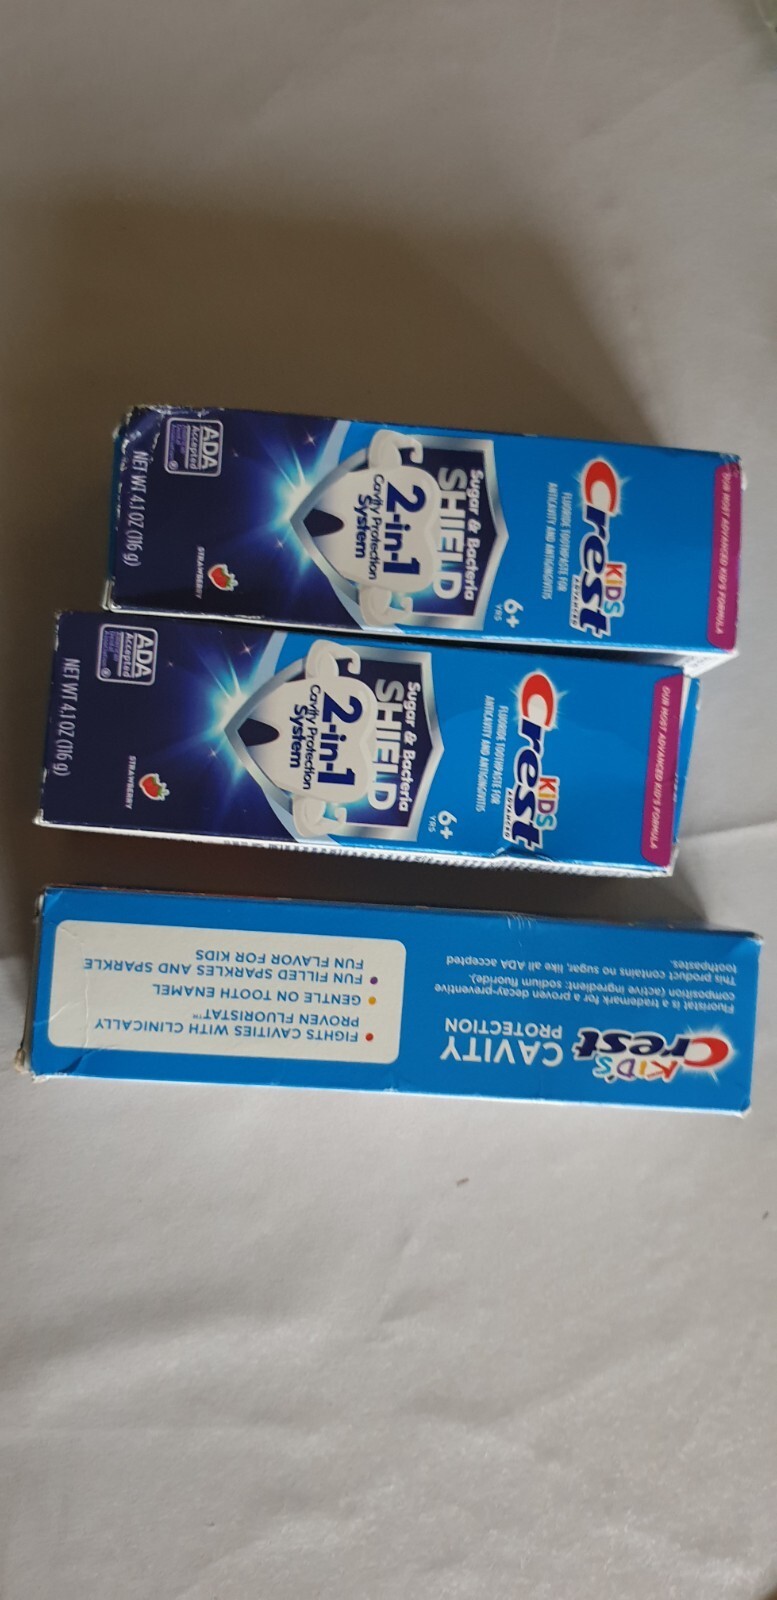 OUR MOST ADVANCED KID'S FORMULA
Crest
KIDS
ADVANCED
FLUORIDE TOOTHPASTE FOR
ANTICAVITY AND ANTIGINGIVITIS
6+
YRS
Sugar & Bacteria
SHIELD
2-in-1
Cavity Protection
System
STRAWBERRY
ADA
Accepted
NET WT 4.1 OZ (116 g)
OUR MOST ADVANCED KID'S FORMULA
Crest
KIDS
ADVANCED
FLUORIDE TOOTHPASTE FOR
ANTICAVITY AND ANTIGINGIVITIS
6+
YRS
Sugar & Bacteria
SHIELD
2-in-1
Cavity Protection
System
STRAWBERRY
ADA
Accepted
NET WT 4.1 OZ (116 g)
KID'S
Crest
CAVITY
PROTECTION
Fluoristat is a trademark for a proven decay-preventive
composition (active ingredient: sodium fluoride).
This product contains no sugar, like all ADA accepted
toothpastes.
• FIGHTS CAVITIES WITH CLINICALLY
PROVEN FLUORISTAT™
• GENTLE ON TOOTH ENAMEL
• FUN FILLED SPARKLES AND SPARKLE
FUN FLAVOR FOR KIDS